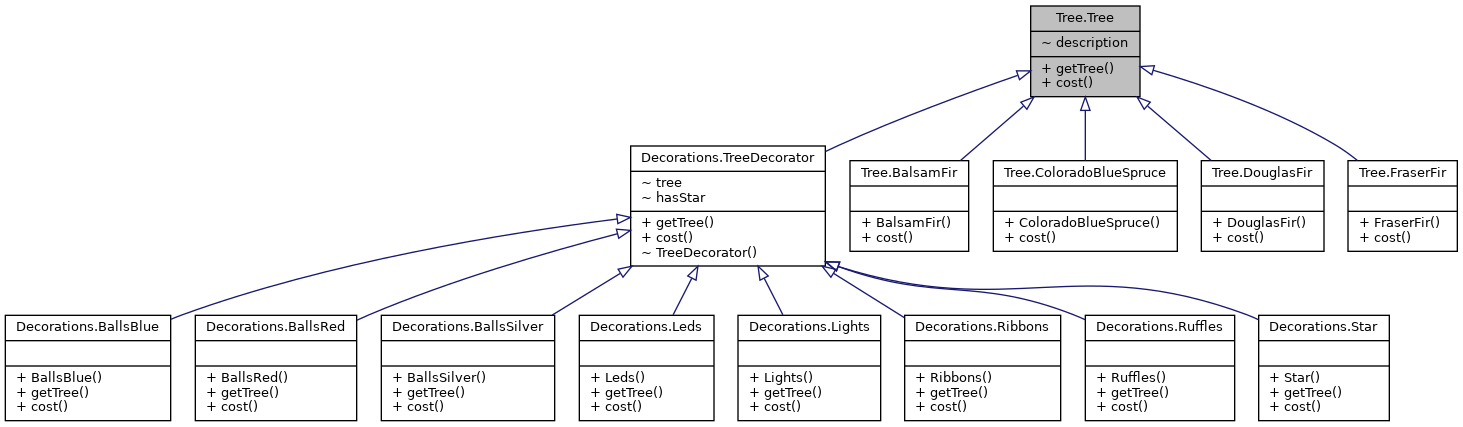 Tree.Tree
~ description
+ getTree()
+ cost()
Decorations.TreeDecorator
~ tree
~ hasStar
+ getTree()
+ cost()
~ TreeDecorator()
Tree.BalsamFir
+ BalsamFir()
+ cost()
Tree.ColoradoBlueSpruce
+ ColoradoBlueSpruce()
+ cost()
Tree.DouglasFir
+ DouglasFir()
+ cost()
Tree.FraserFir
+ FraserFir()
+ cost()
Decorations.BallsBlue
+ BallsBlue()
+ getTree()
+ cost()
Decorations.BallsRed
+ BallsRed()
+ getTree()
+ cost()
Decorations.BallsSilver
+ BallsSilver()
+ getTree()
+ cost()
Decorations.Leds
+ Leds()
+ getTree()
+ cost()
Decorations.Lights
+ Lights()
+ getTree()
+ cost()
Decorations.Ribbons
+ Ribbons()
+ getTree()
+ cost()
Decorations.Ruffles
+ Ruffles()
+ getTree()
+ cost()
Decorations.Star
+ Star()
+ getTree()
+ cost()